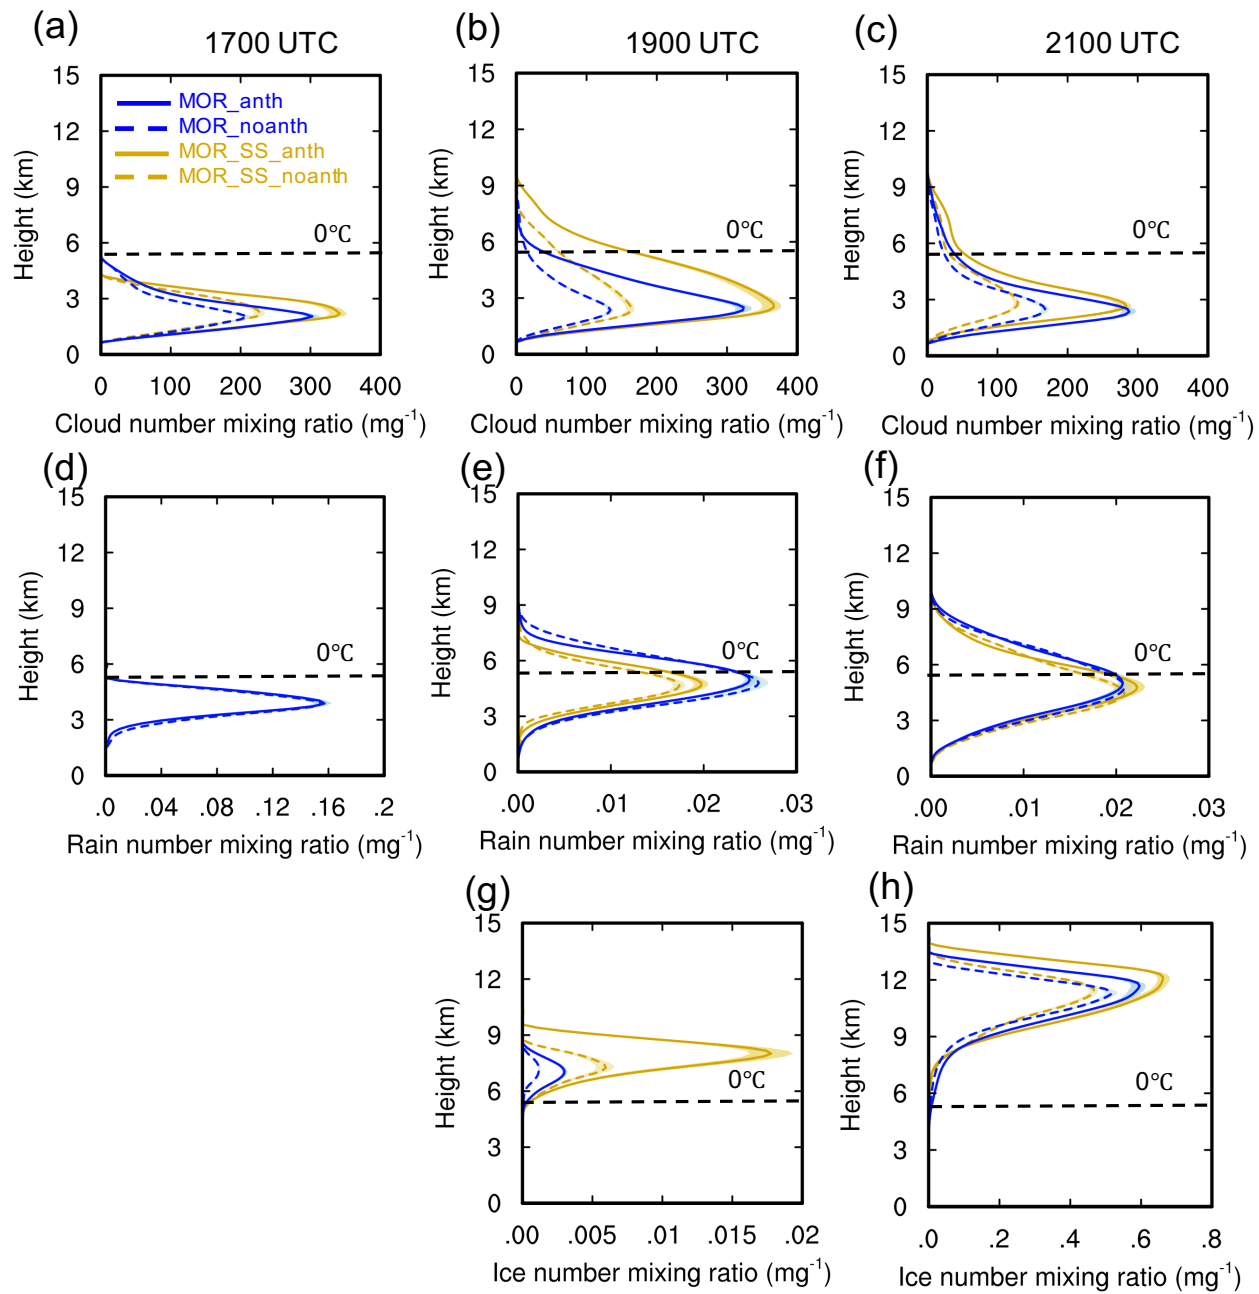 (a) 1700 UTC
(b) 1900 UTC
(c) 2100 UTC
15
12
9
6
3
0
Height (km)
MOR_anth
MOR_noanth
MOR_SS_anth
MOR_SS_noanth
0°C
0 100 200 300 400
Cloud number mixing ratio (mg-1)
15
12
9
6
3
0
Height (km)
0°C
0 100 200 300 400
Cloud number mixing ratio (mg-1)
15
12
9
6
3
0
Height (km)
0°C
0 100 200 300 400
Cloud number mixing ratio (mg-1)
(d)
15
12
9
6
3
0
Height (km)
0°C
.0 .04 .08 .12 .16 .2
Rain number mixing ratio (mg-1)
(e)
15
12
9
6
3
0
Height (km)
0°C
.00 .01 .02 .03
Rain number mixing ratio (mg-1)
(f)
15
12
9
6
3
0
Height (km)
0°C
.00 .01 .02 .03
Rain number mixing ratio (mg-1)
(g)
15
12
9
6
3
0
Height (km)
0°C
.00 .005 .01 .015 .02
Ice number mixing ratio (mg-1)
(h)
15
12
9
6
3
0
Height (km)
0°C
.0 .2 .4 .6 .8
Ice number mixing ratio (mg-1)